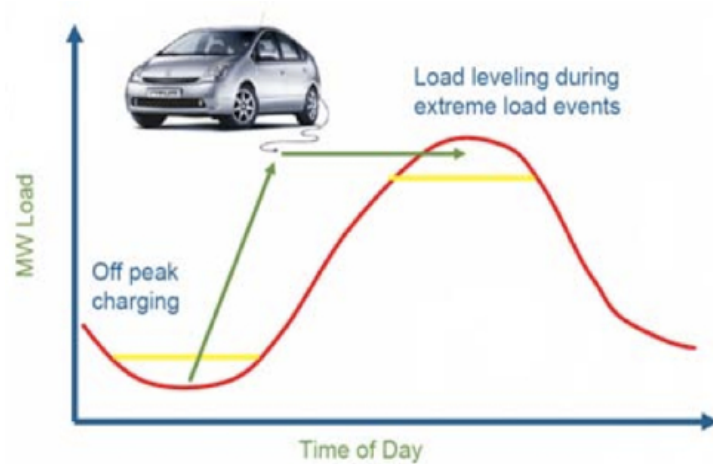 Load leveling during
extreme load events
MW Load
Off peak
charging
Time of Day